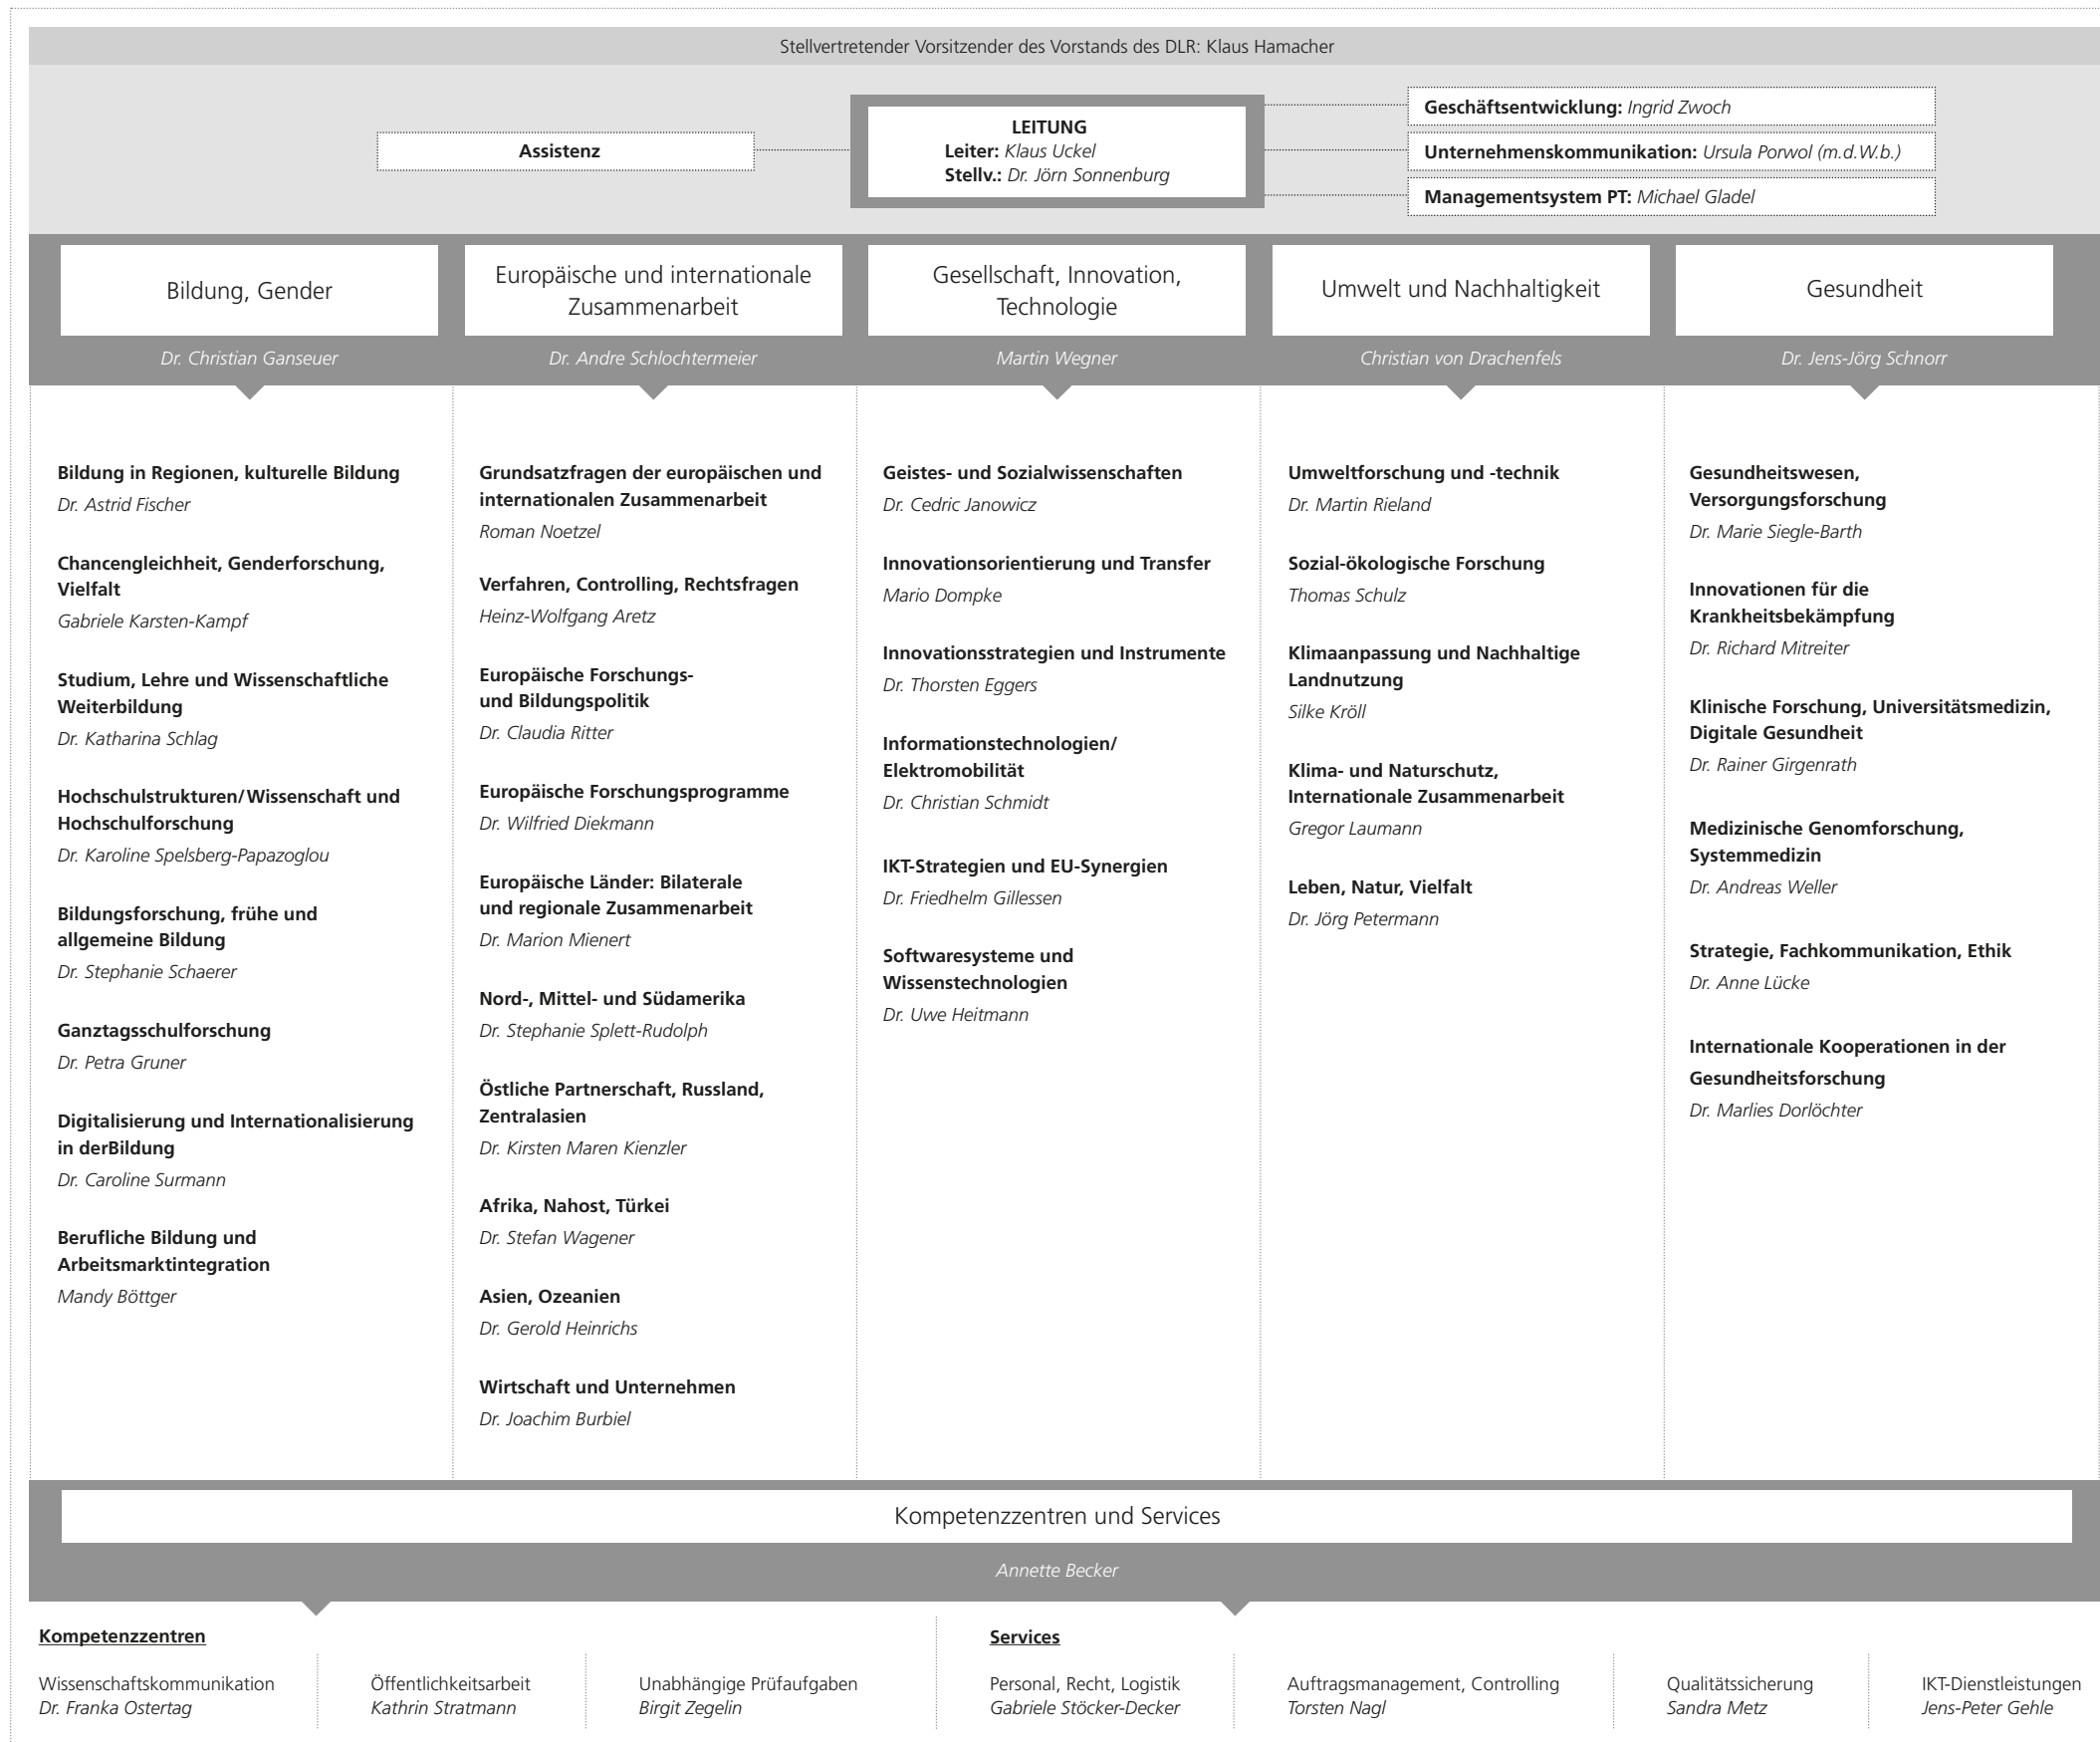 Stellvertretender Vorsitzender des Vorstands des DLR: Klaus Hamacher
Assistenz
LEITUNG
Leiter: Klaus Uckel
Stellv.: Dr. Jörn Sonnenburg
Geschäftsentwicklung: Ingrid Zwoch
Unternehmenskommunikation: Ursula Porwol (m.d.W.b.)
Managementsystem PT: Michael Gladel
Bildung, Gender
Dr. Christian Ganseuer
Europäische und internationale
Zusammenarbeit
Dr. Andre Schlochtermeier
Gesellschaft, Innovation,
Technologie
Martin Wegner
Umwelt und Nachhaltigkeit
Christian von Drachenfels
Gesundheit
Dr. Jens-Jörg Schnorr
Bildung in Regionen, kulturelle Bildung
Dr. Astrid Fischer
Chancengleichheit, Genderforschung,
Vielfalt
Gabriele Karsten-Kampf
Studium, Lehre und Wissenschaftliche
Weiterbildung
Dr. Katharina Schlag
Hochschulstrukturen/Wissenschaft und
Hochschulforschung
Dr. Karoline Spelsberg-Papazoglou
Bildungsforschung, frühe und
allgemeine Bildung
Dr. Stephanie Schaerer
Ganztagsschulforschung
Dr. Petra Gruner
Digitalisierung und Internationalisierung
in derBildung
Dr. Caroline Surmann
Berufliche Bildung und
Arbeitsmarktintegration
Mandy Böttger
Grundsatzfragen der europäischen und
internationalen Zusammenarbeit
Roman Noetzel
Verfahren, Controlling, Rechtsfragen
Heinz-Wolfgang Aretz
Europäische Forschungs-
und Bildungspolitik
Dr. Claudia Ritter
Europäische Forschungsprogramme
Dr. Wilfried Diekmann
Europäische Länder: Bilaterale
und regionale Zusammenarbeit
Dr. Marion Mienert
Nord-, Mittel- und Südamerika
Dr. Stephanie Splett-Rudolph
Östliche Partnerschaft, Russland,
Zentralasien
Dr. Kirsten Maren Kienzler
Afrika, Nahost, Türkei
Dr. Stefan Wagener
Asien, Ozeanien
Dr. Gerold Heinrichs
Wirtschaft und Unternehmen
Dr. Joachim Burbiel
Geistes- und Sozialwissenschaften
Dr. Cedric Janowicz
Innovationsorientierung und Transfer
Mario Dompke
Innovationsstrategien und Instrumente
Dr. Thorsten Eggers
Informationstechnologien/
Elektromobilität
Dr. Christian Schmidt
IKT-Strategien und EU-Synergien
Dr. Friedhelm Gillessen
Softwaresysteme und
Wissenstechnologien
Dr. Uwe Heitmann
Umweltforschung und -technik
Dr. Martin Rieland
Sozial-ökologische Forschung
Thomas Schulz
Klimaanpassung und Nachhaltige
Landnutzung
Silke Kröll
Klima- und Naturschutz,
Internationale Zusammenarbeit
Gregor Laumann
Leben, Natur, Vielfalt
Dr. Jörg Petermann
Gesundheitswesen,
Versorgungsforschung
Dr. Marie Siegle-Barth
Innovationen für die
Krankheitsbekämpfung
Dr. Richard Mitreiter
Klinische Forschung, Universitätsmedizin,
Digitale Gesundheit
Dr. Rainer Girgenrath
Medizinische Genomforschung,
Systemmedizin
Dr. Andreas Weller
Strategie, Fachkommunikation, Ethik
Dr. Anne Lücke
Internationale Kooperationen in der
Gesundheitsforschung
Dr. Marlies Dorlöchter
Kompetenzzentren und Services
Annette Becker
Kompetenzzentren
Wissenschaftskommunikation
Dr. Franka Ostertag
Öffentlichkeitsarbeit
Kathrin Stratmann
Unabhängige Prüfaufgaben
Birgit Zegelin
Services
Personal, Recht, Logistik
Gabriele Stöcker-Decker
Auftragsmanagement, Controlling
Torsten Nagl
Qualitätssicherung
Sandra Metz
IKT-Dienstleistungen
Jens-Peter Gehle